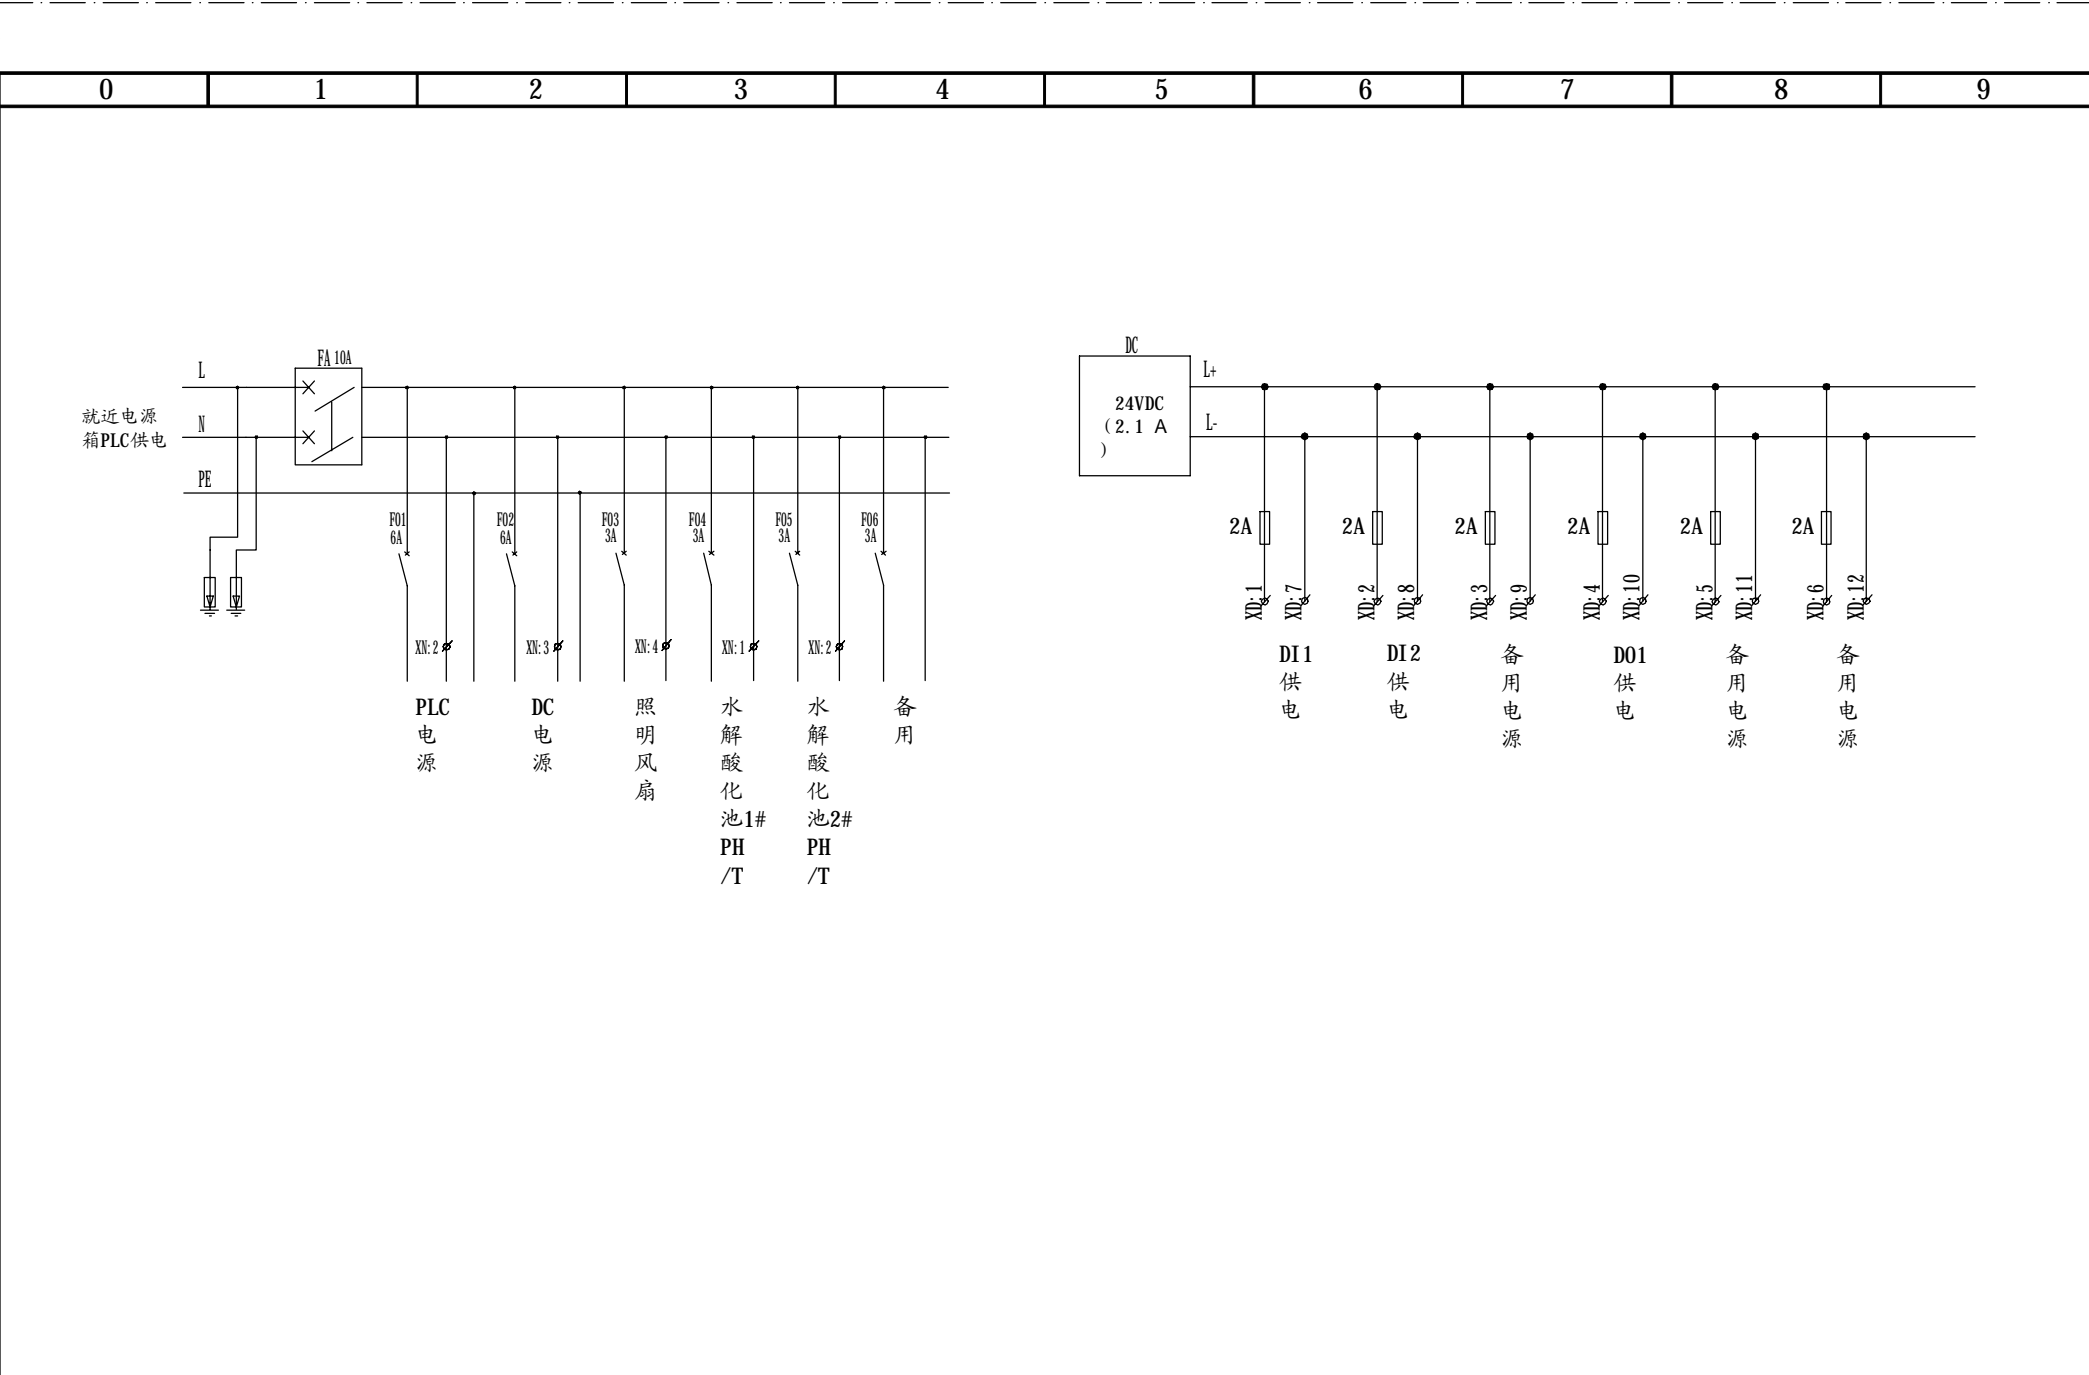 0 1 2 3 4 5 6 7 8 9
FA 10A
L
就近电源
箱PLC供电
N
PE
F01
6A
F02
6A
F03
3A
F04
3A
F05
3A
F06
3A
XN:2
XN:3
XN:4
XN:1
XN:2
PLC
电
源
DC
电
源
照
明
风
扇
水
解
酸
化
池1#
PH
/T
水
解
酸
化
池2#
PH
/T
备
用
DC
24VDC
(2.1 A
)
L+
L-
2A
2A
2A
2A
2A
2A
XD:1
XD:7
XD:2
XD:8
XD:3
XD:9
XD:4
XD:10
XD:5
XD:11
XD:6
XD:12
DI1
供
电
DI2
供
电
备
用
电
源
DO1
供
电
备
用
电
源
备
用
电
源